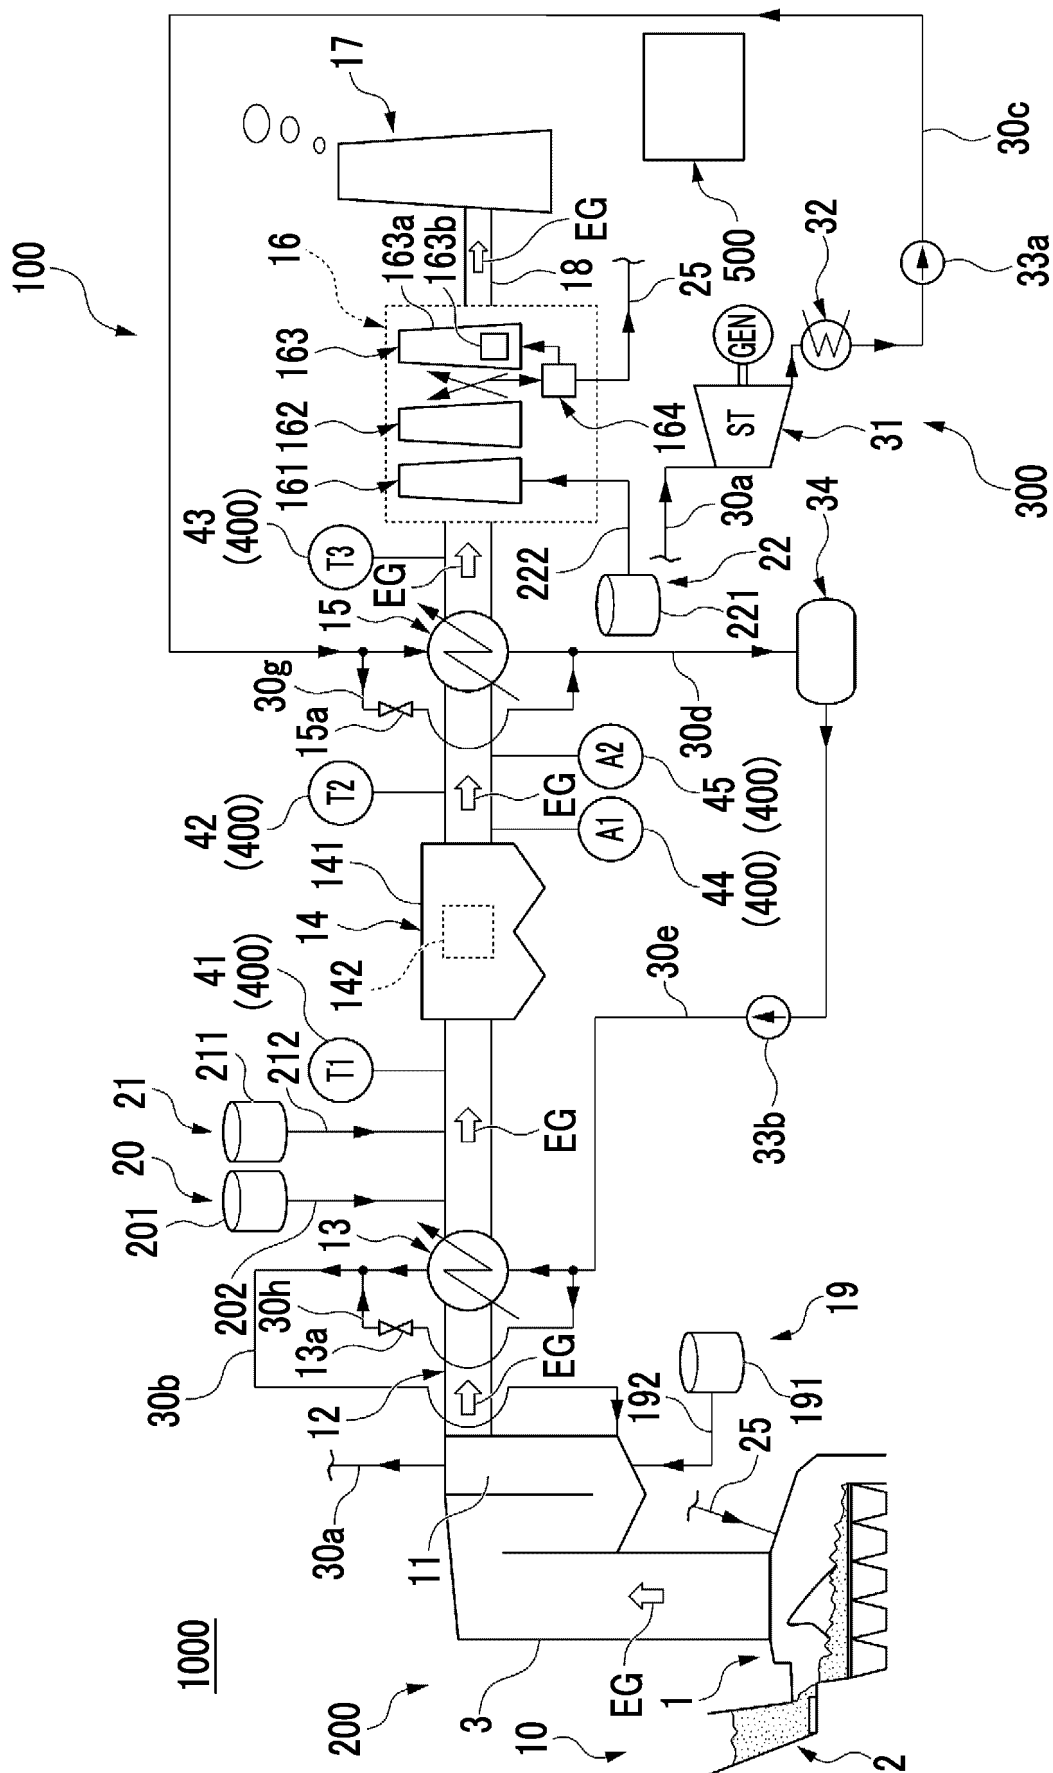 1000
100
200
300
10
1
2
3
EG
11
30a
12
30b
EG
13
13a
30h
202
201
20
21
211
212
EG
T1
41
(400)
14
141
142
T2
42
(400)
EG
A1
44
(400)
A2
45
(400)
15
15a
30g
T3
43
(400)
EG
16
161
162
163
163a
163b
164
17
18
EG
25
222
22
221
500
30a
ST
GEN
31
32
33a
30c
30d
34
30e
33b
19
191
192
25